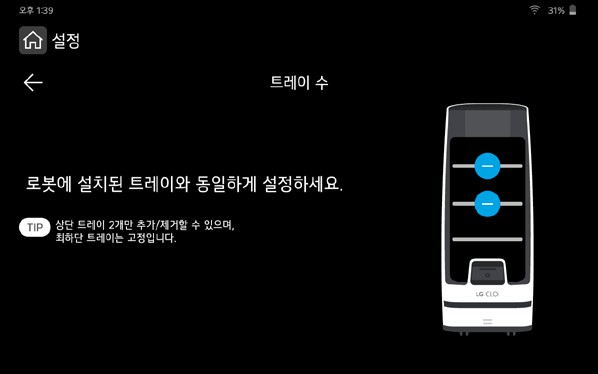 오후 1:39
31%
설정
트레이 수
로봇에 설치된 트레이와 동일하게 설정하세요.
TIP
상단 트레이 2개만 추가/제거할 수 있으며,
최하단 트레이는 고정입니다.
LG CLOi